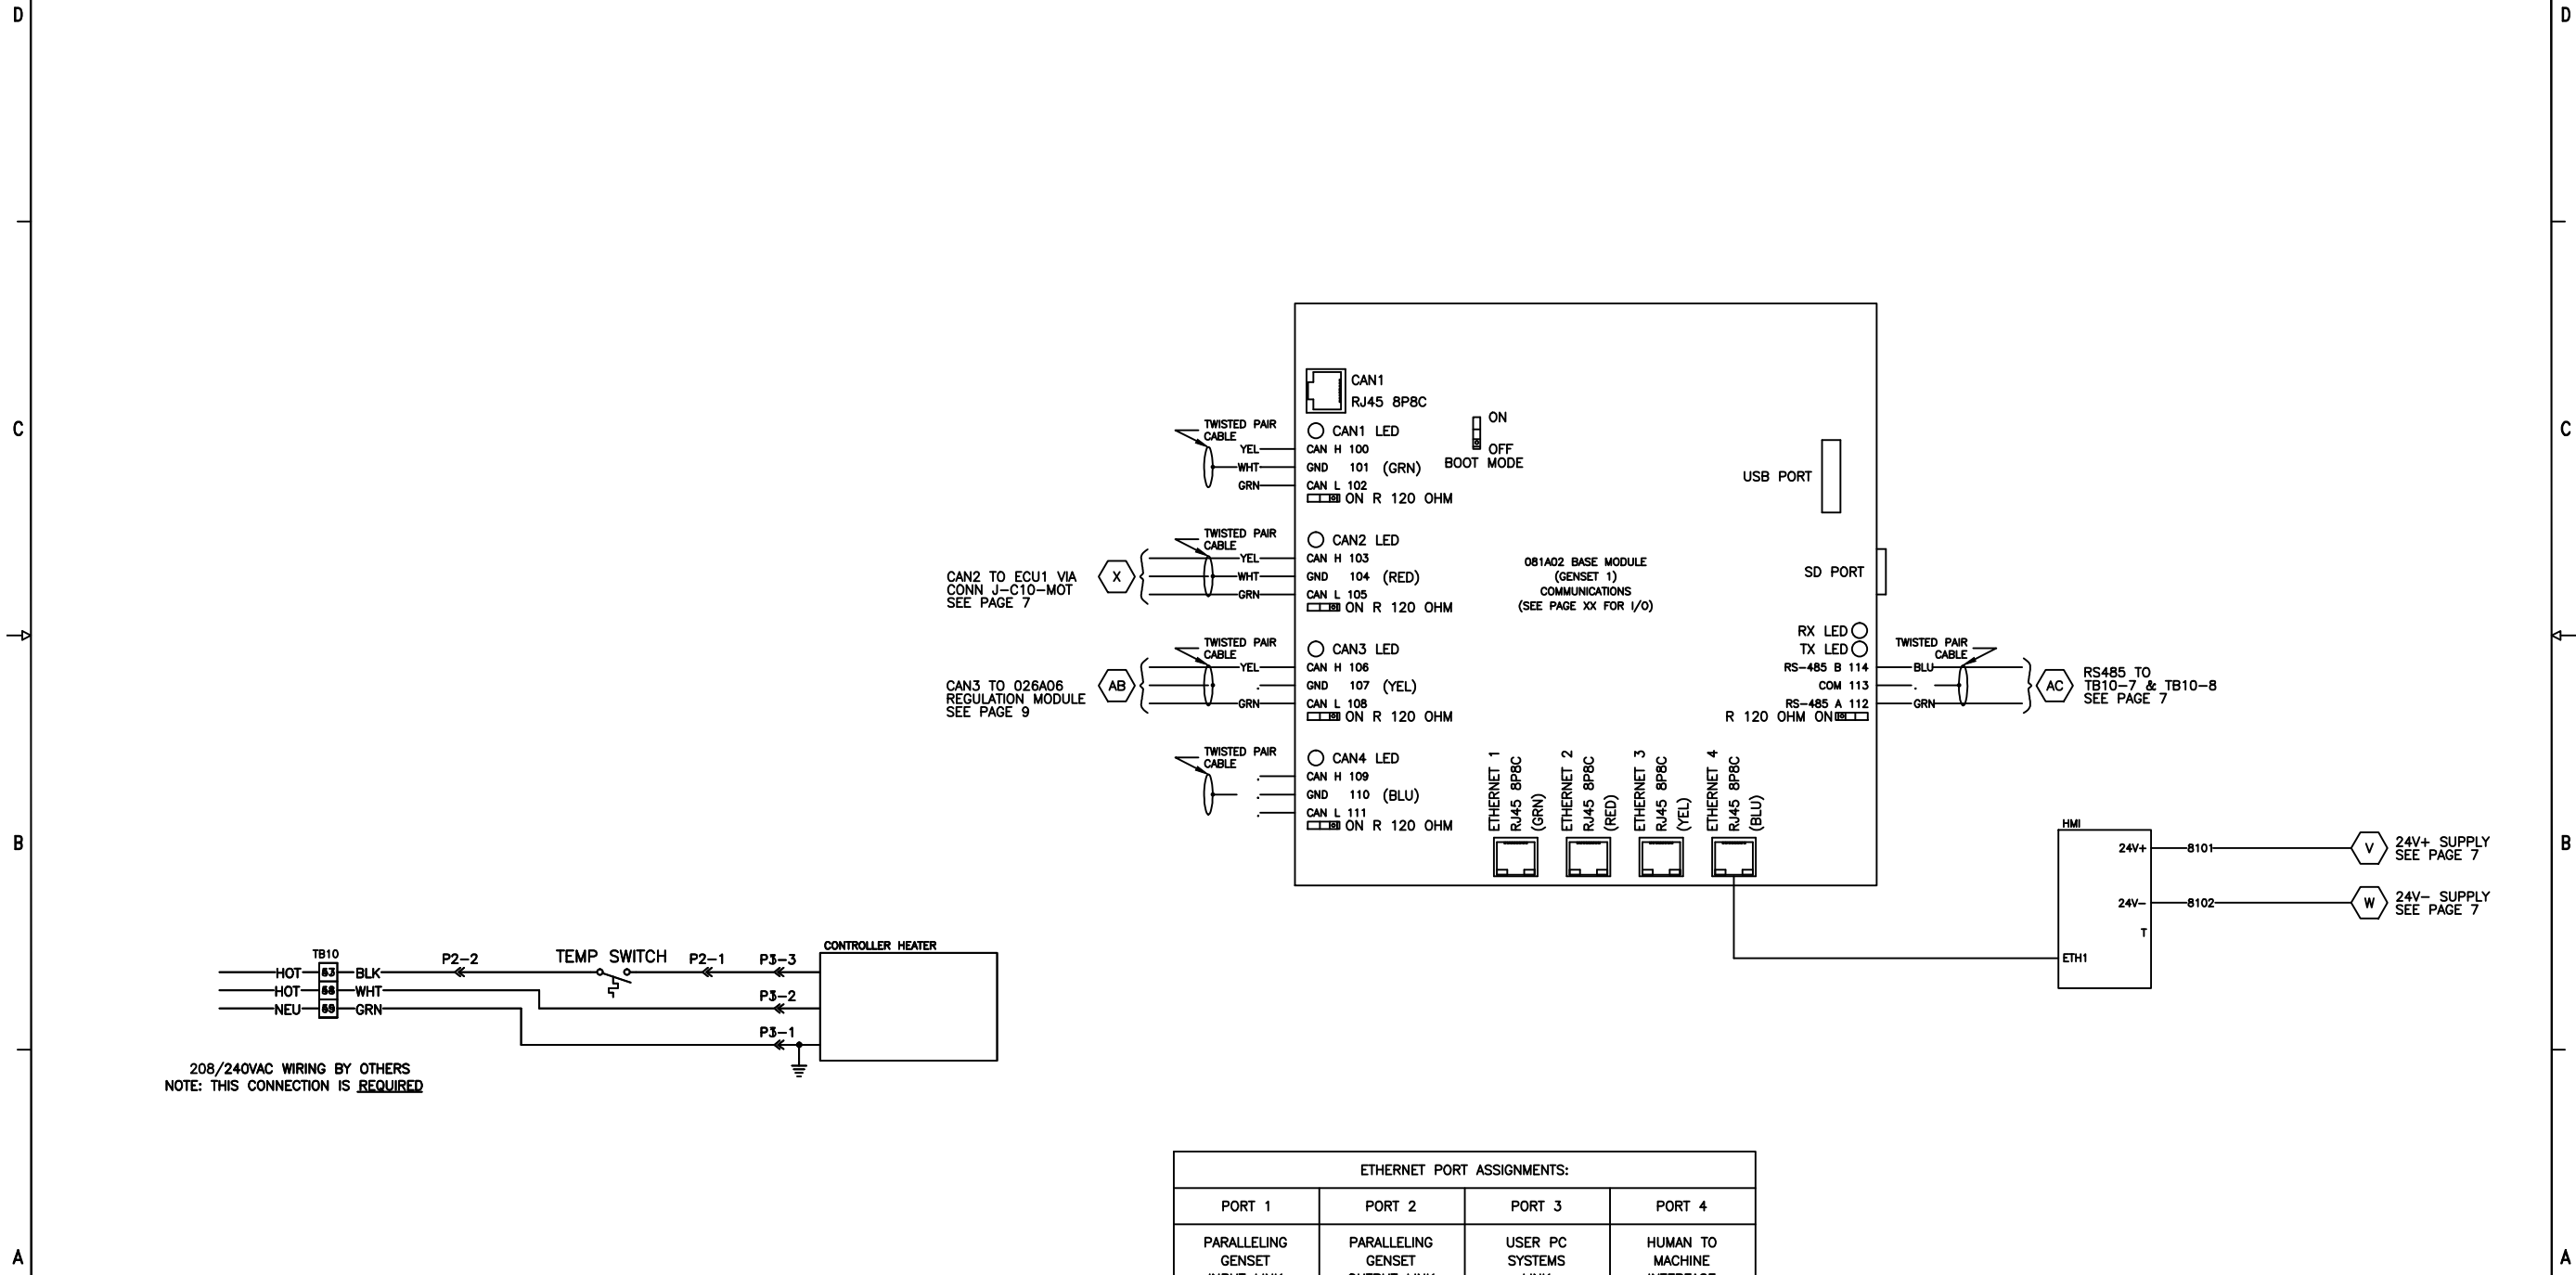 D
D
C
C
B
B
A
A
CAN1
RJ45 8P8C
ON
OFF
BOOT MODE
TWISTED PAIR
CABLE
YEL
WHT
GRN
CAN1 LED
CAN H 100
GND 101 (GRN)
CAN L 102
ON R 120 OHM
USB PORT
CAN2 TO ECU1 VIA
CONN J-C10-MOT
SEE PAGE 7
X
TWISTED PAIR
CABLE
YEL
WHT
GRN
CAN2 LED
CAN H 103
GND 104 (RED)
CAN L 105
ON R 120 OHM
081A02 BASE MODULE
(GENSET 1)
COMMUNICATIONS
(SEE PAGE XX FOR I/O)
SD PORT
CAN3 TO 026A06
REGULATION MODULE
SEE PAGE 9
AB
TWISTED PAIR
CABLE
YEL
.
GRN
CAN3 LED
CAN H 106
GND 107 (YEL)
CAN L 108
ON R 120 OHM
RX LED
TX LED
RS-485 B 114
COM 113
RS-485 A 112
R 120 OHM ON
TWISTED PAIR
CABLE
BLU
.
GRN
AC
RS485 TO
TB10-7 & TB10-8
SEE PAGE 7
TWISTED PAIR
CABLE
.
.
.
CAN4 LED
CAN H 109
GND 110 (BLU)
CAN L 111
ON R 120 OHM
ETHERNET 1
RJ45 8P8C
(GRN)
ETHERNET 2
RJ45 8P8C
(RED)
ETHERNET 3
RJ45 8P8C
(YEL)
ETHERNET 4
RJ45 8P8C
(BLU)
HMI
24V+
8101
V
24V+ SUPPLY
SEE PAGE 7
24V-
8102
W
24V- SUPPLY
SEE PAGE 7
T
ETH1
TB10
HOT
BLK
P2-2
TEMP SWITCH
P2-1
P3-3
CONTROLLER HEATER
HOT
WHT
P3-2
NEU
GRN
P3-1
208/240VAC WIRING BY OTHERS
NOTE: THIS CONNECTION IS REQUIRED
ETHERNET PORT ASSIGNMENTS:
PORT 1
PORT 2
PORT 3
PORT 4
PARALLELING
GENSET
INPUT LINK
PARALLELING
GENSET
OUTPUT LINK
USER PC
SYSTEMS
LINK
HUMAN TO
MACHINE
INTERFACE